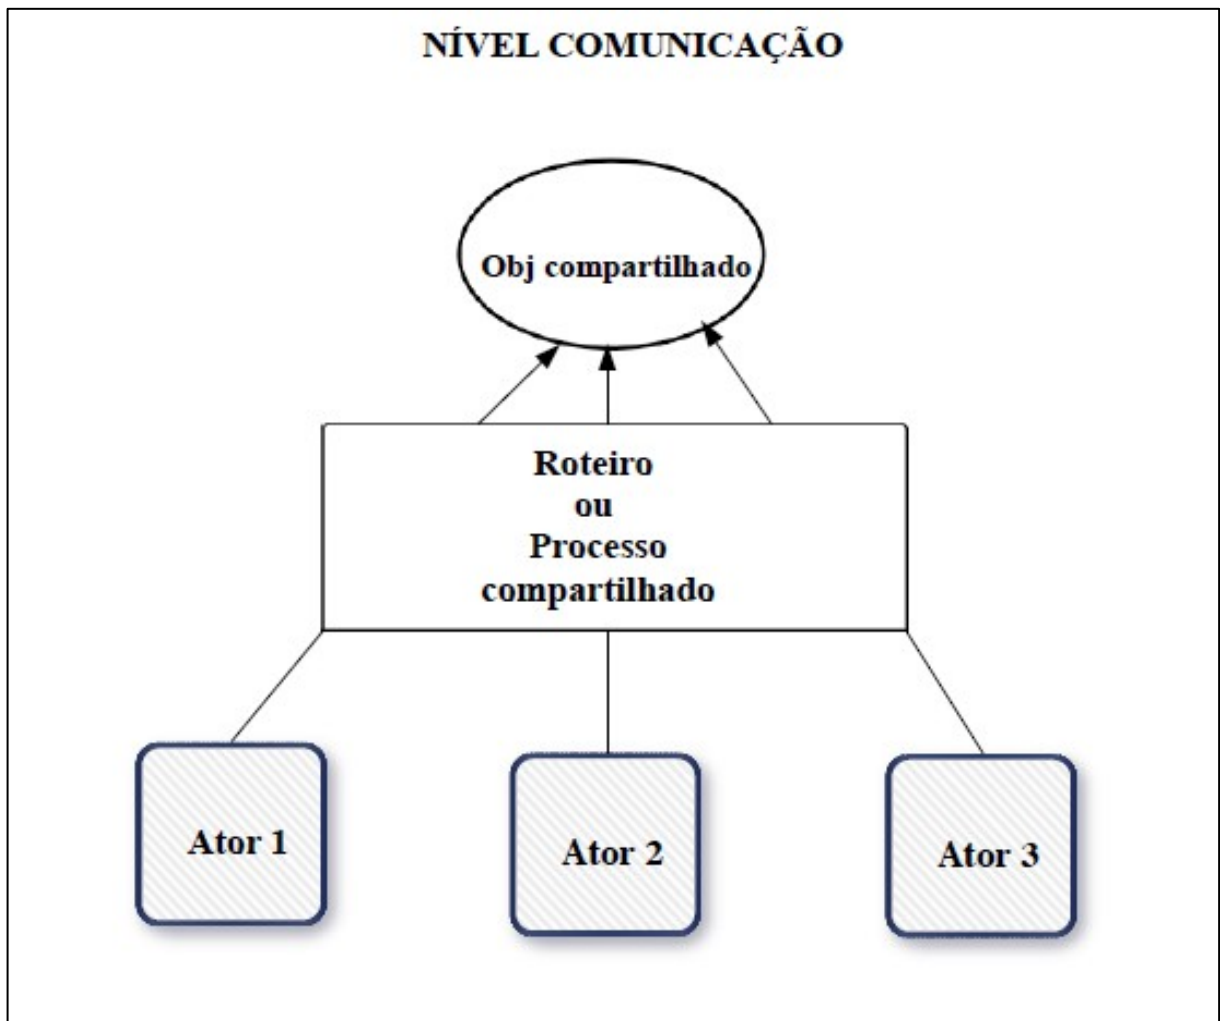 NÍVEL COMUNICAÇÃO
Obj compartilhado
Roteiro
ou
Processo
compartilhado
Ator 1
Ator 2
Ator 3